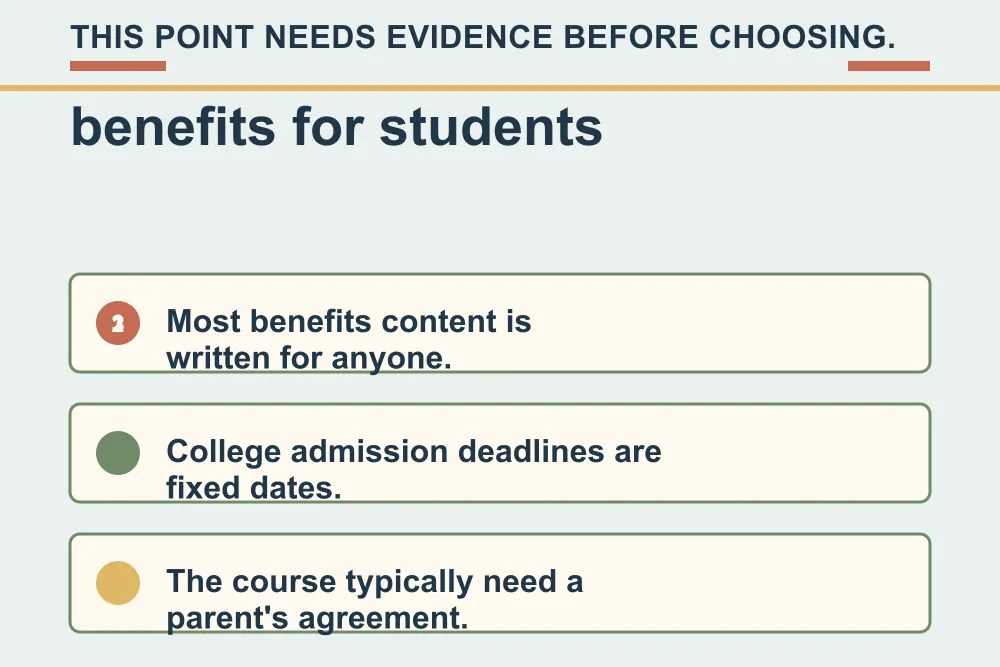 THIS POINT NEEDS EVIDENCE BEFORE CHOOSING.
benefits for students
Most benefits content is
written for anyone.
College admission deadlines are
fixed dates.
The course typically need a
parent's agreement.